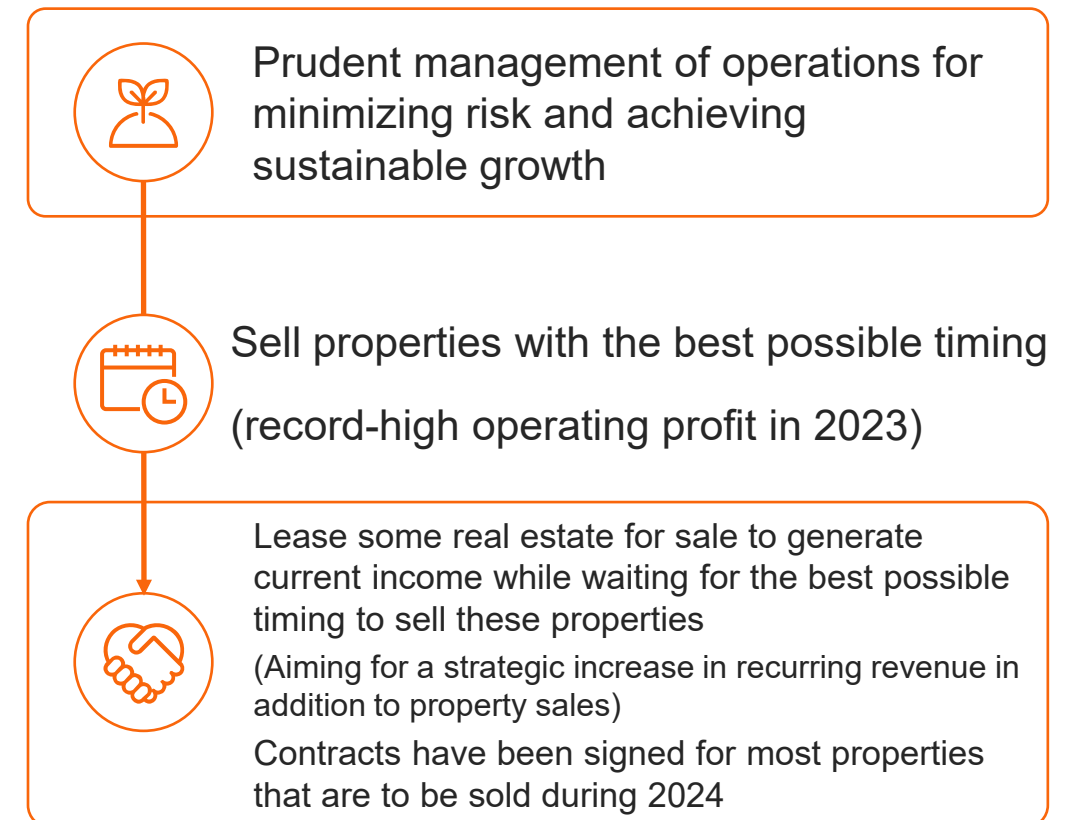 Prudent management of operations for
minimizing risk and achieving
sustainable growth
Sell properties with the best possible timing
(record-high operating profit in 2023)
Lease some real estate for sale to generate
current income while waiting for the best possible
timing to sell these properties
(Aiming for a strategic increase in recurring revenue in
addition to property sales)
Contracts have been signed for most properties
that are to be sold during 2024